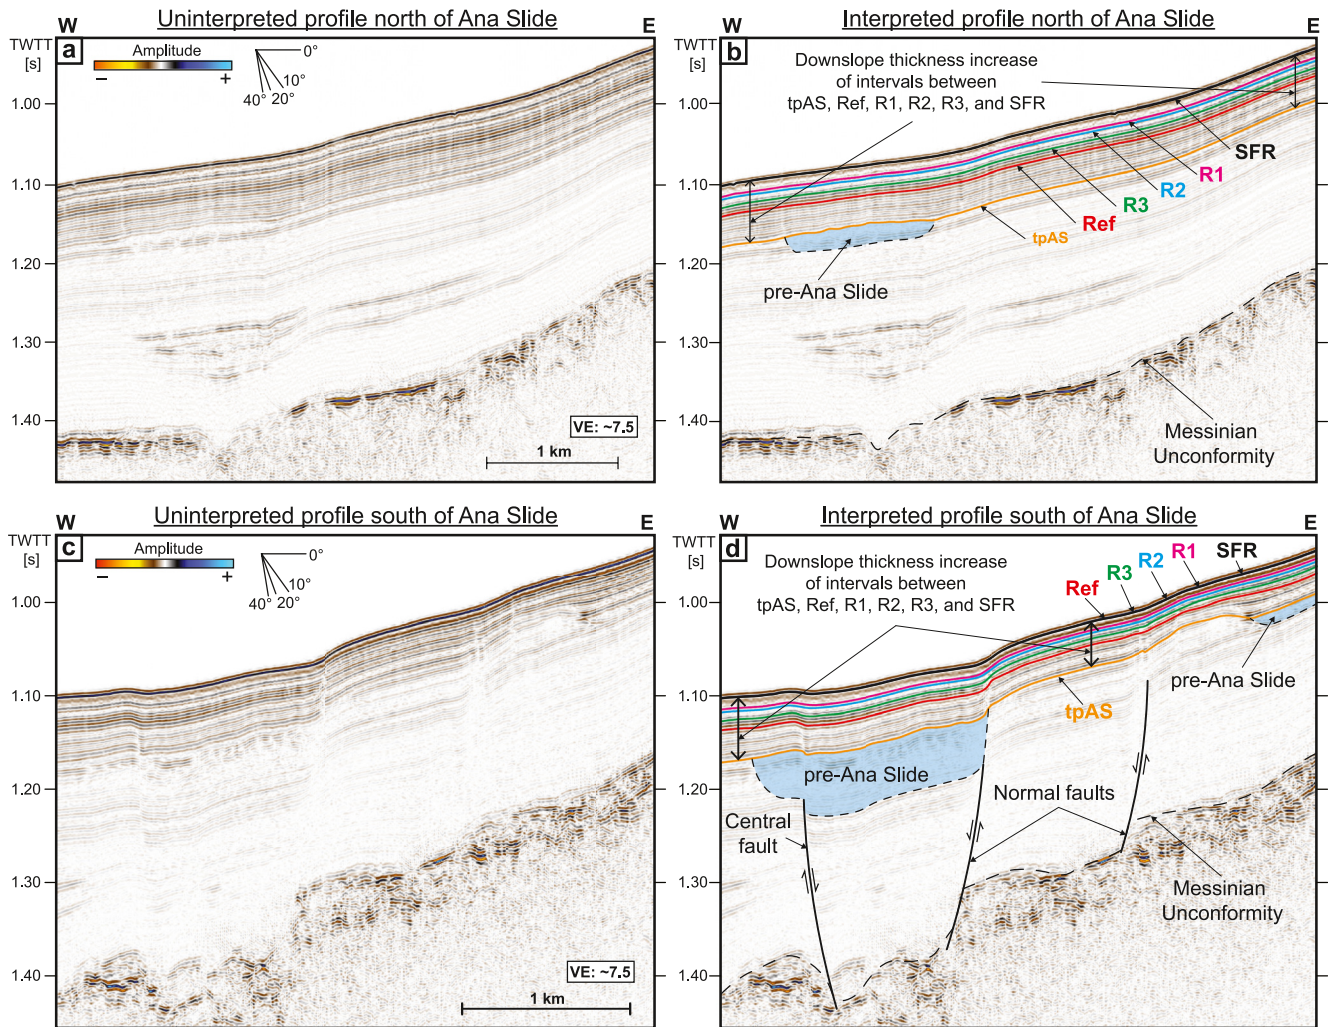 Uninterpreted profile north of Ana Slide
W
TWTT
[s]
a
Amplitude
−
+
0°
10°
20°
40°
1.00
1.10
1.20
1.30
1.40
VE: ~7.5
1 km
Interpreted profile north of Ana Slide
W
E
TWTT
[s]
b
Downslope thickness increase
of intervals between
tpAS, Ref, R1, R2, R3, and SFR
SFR
R1
R2
R3
Ref
tpAS
pre-Ana Slide
1.00
1.10
1.20
1.30
1.40
Messinian
Unconformity
Uninterpreted profile south of Ana Slide
W
E
TWTT
[s]
c
Amplitude
−
+
0°
10°
20°
40°
1.00
1.10
1.20
1.30
1.40
VE: ~7.5
1 km
Interpreted profile south of Ana Slide
W
E
TWTT
[s]
d
Downslope thickness increase
of intervals between
tpAS, Ref, R1, R2, R3, and SFR
Ref
R3
R2
R1
SFR
pre-Ana Slide
tpAS
pre-Ana Slide
Central
fault
Normal faults
Messinian
Unconformity
1.00
1.10
1.20
1.30
1.40
E